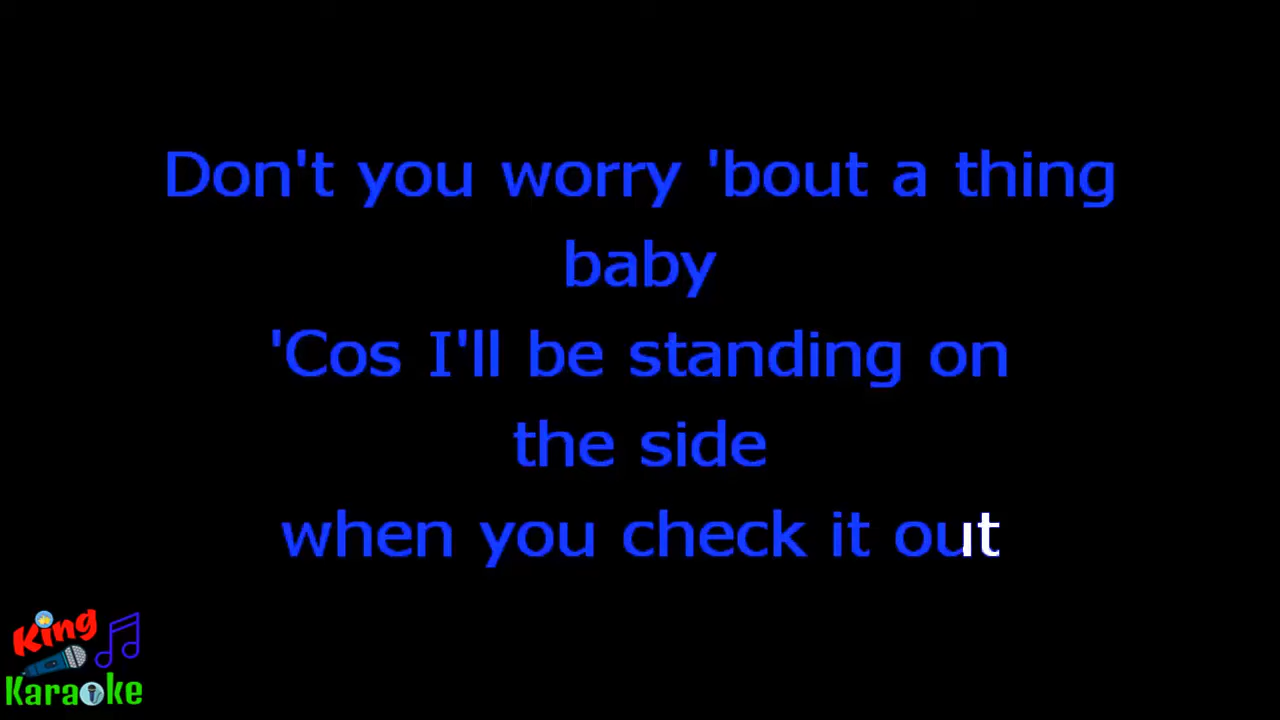 Don't you worry 'bout a thing
baby
'Cos I'll be standing on
the side
when you check it out
King
Karaoke